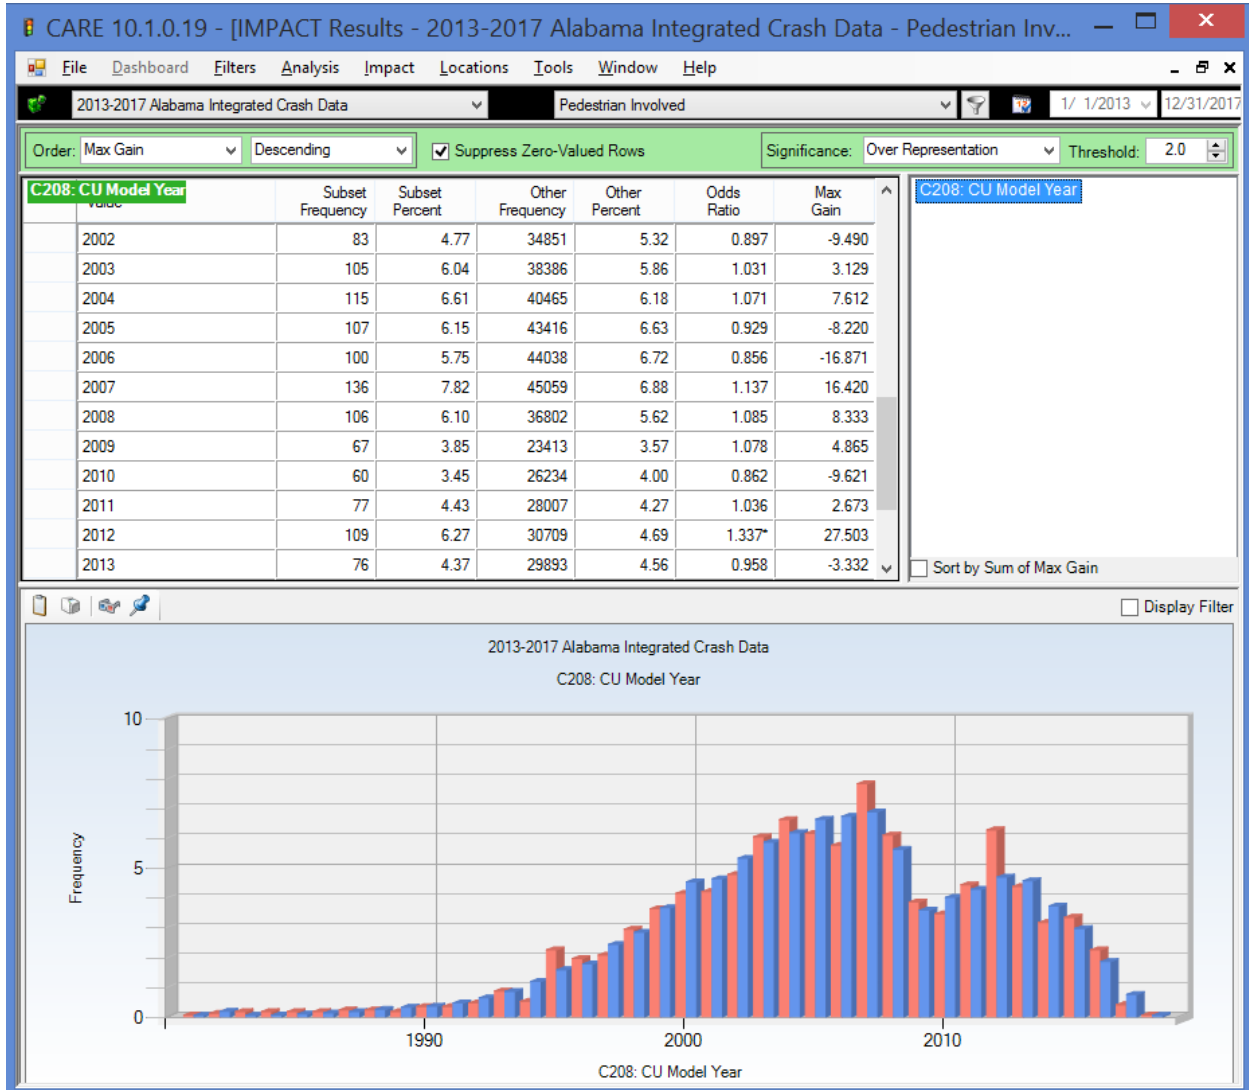 CARE 10.1.0.19 - [IMPACT Results - 2013-2017 Alabama Integrated Crash Data - Pedestrian Inv...
File Dashboard Filters Analysis Impact Locations Tools Window Help
2013-2017 Alabama Integrated Crash Data Pedestrian Involved 1/ 1/2013 12/31/2017
Order: Max Gain Descending Suppress Zero-Valued Rows Significance: Over Representation Threshold: 2.0
C208: CU Model Year Subset Frequency Subset Percent Other Frequency Other Percent Odds Ratio Max Gain C208: CU Model Year
2002 83 4.77 34851 5.32 0.897 -9.490
2003 105 6.04 38386 5.86 1.031 3.129
2004 115 6.61 40465 6.18 1.071 7.612
2005 107 6.15 43416 6.63 0.929 -8.220
2006 100 5.75 44038 6.72 0.856 -16.871
2007 136 7.82 45059 6.88 1.137 16.420
2008 106 6.10 36802 5.62 1.085 8.333
2009 67 3.85 23413 3.57 1.078 4.865
2010 60 3.45 26234 4.00 0.862 -9.621
2011 77 4.43 28007 4.27 1.036 2.673
2012 109 6.27 30709 4.69 1.337* 27.503
2013 76 4.37 29893 4.56 0.958 -3.332
Sort by Sum of Max Gain
Display Filter
2013-2017 Alabama Integrated Crash Data
C208: CU Model Year
10
5
0
Frequency
1990 2000 2010
C208: CU Model Year